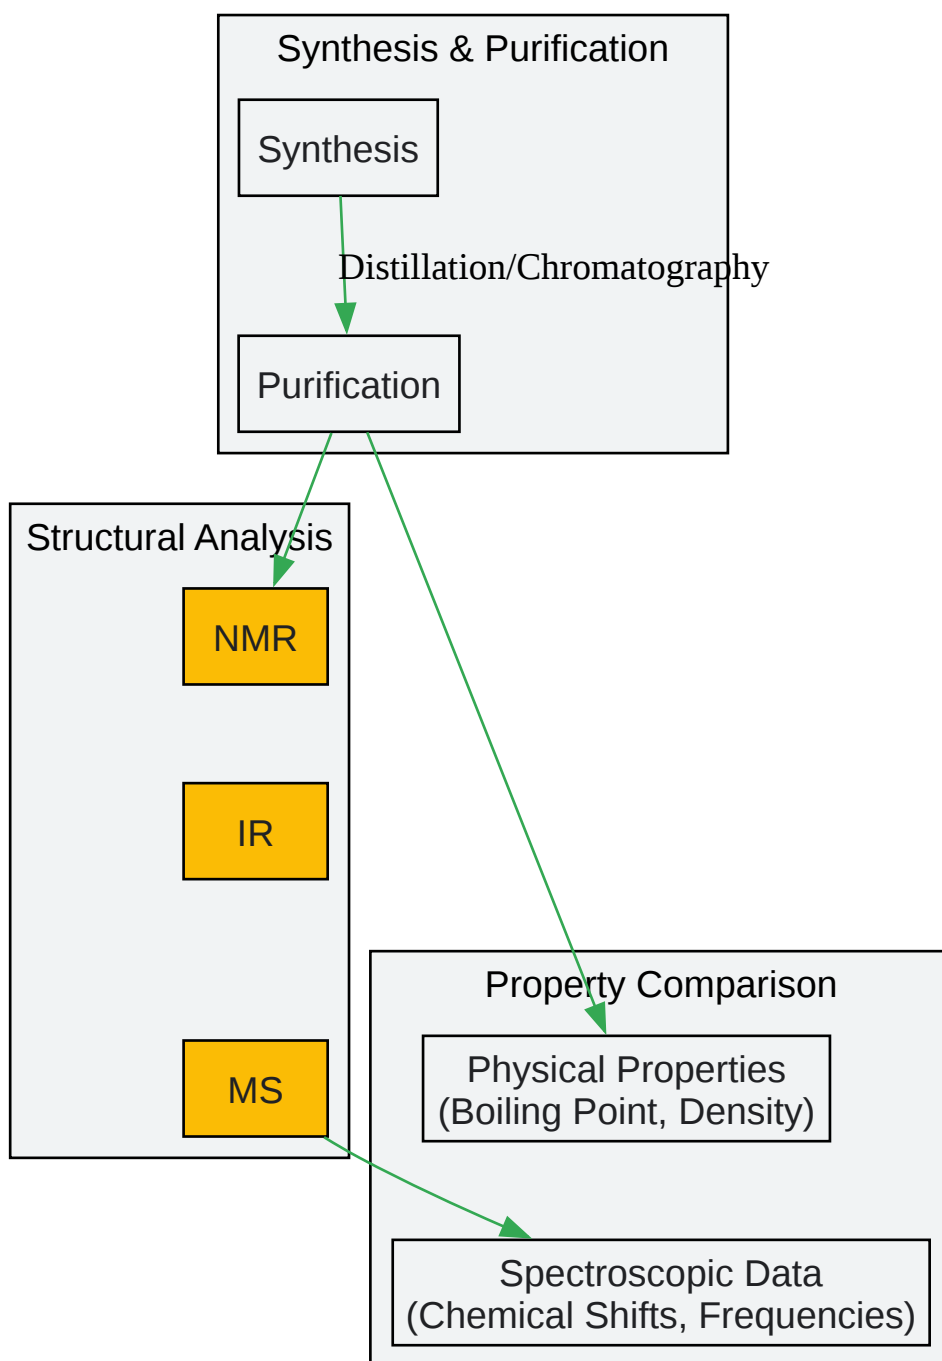 Synthesis & Purification
Synthesis
Distillation/Chromatography
Purification
Structural Analysis
NMR
IR
MS
Property Comparison
Physical Properties
(Boiling Point, Density)
Spectroscopic Data
(Chemical Shifts, Frequencies)